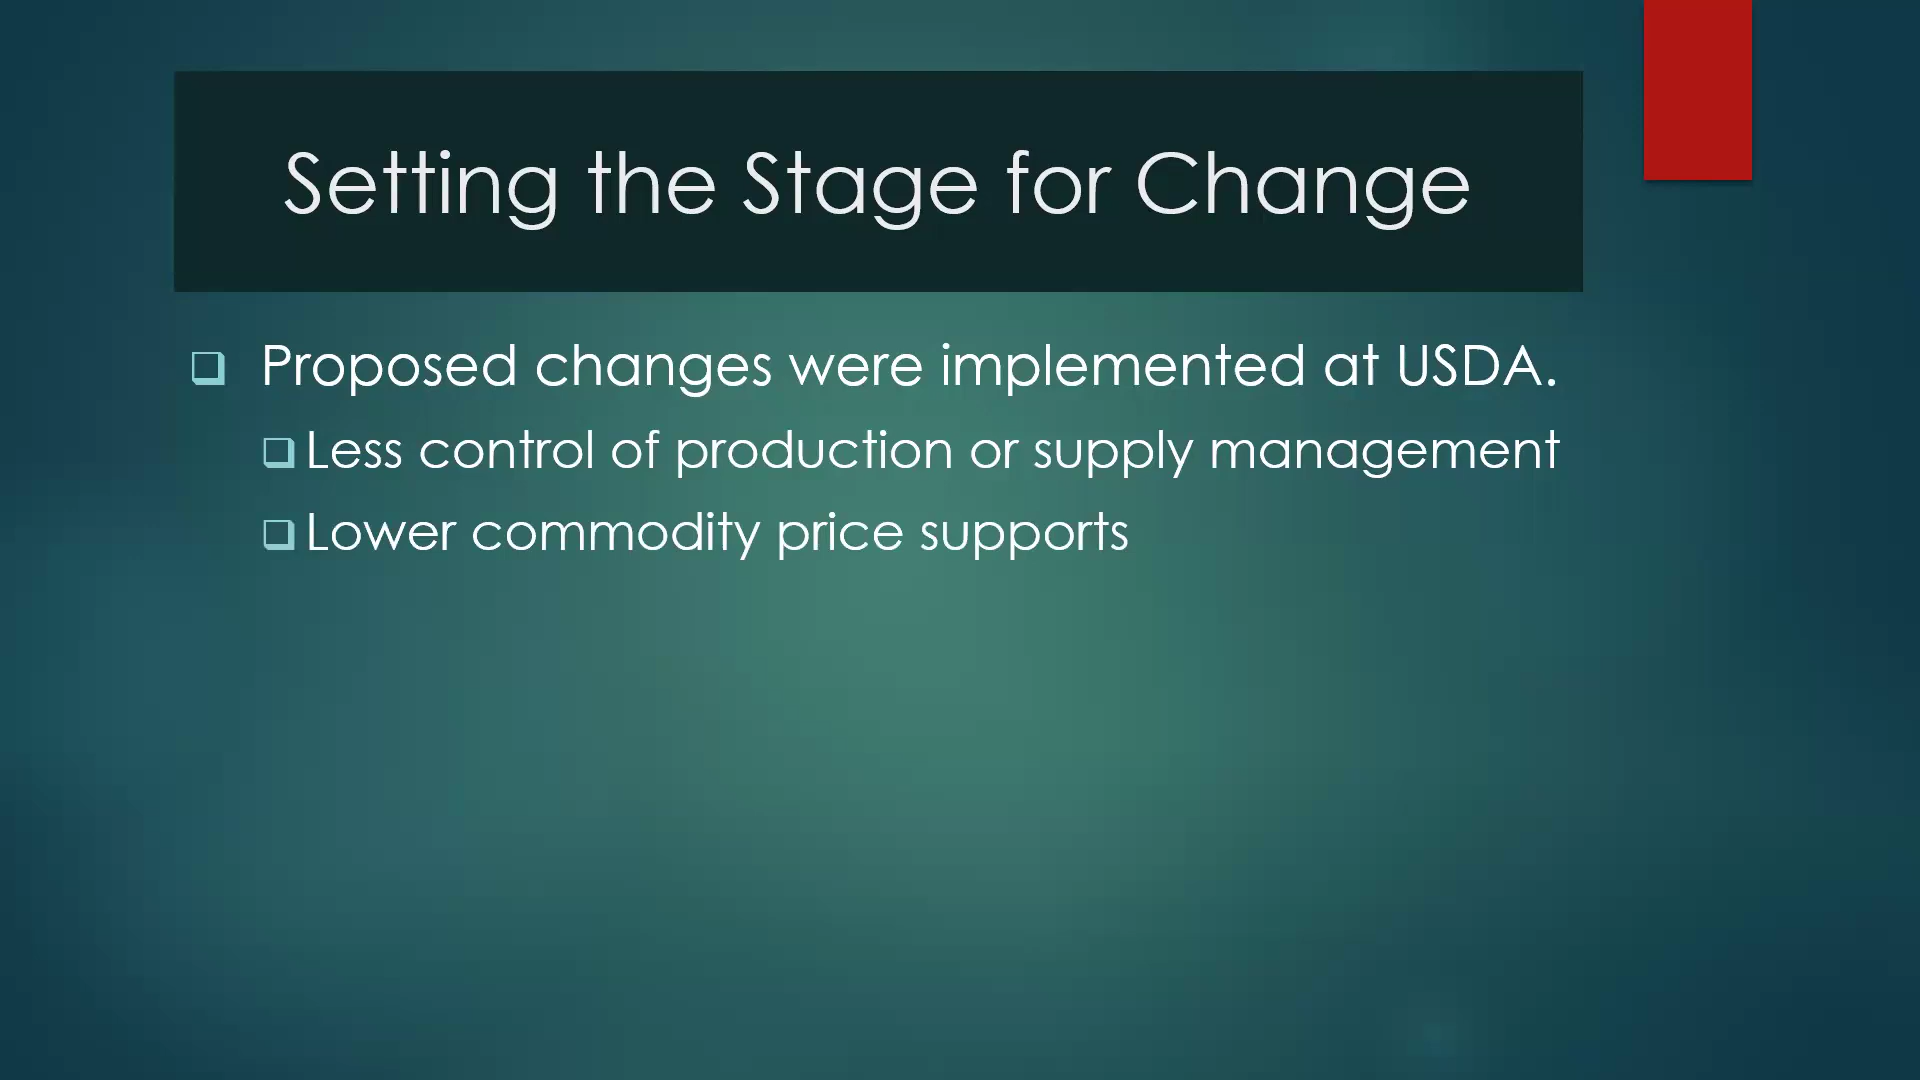 Setting the Stage for Change
Proposed changes were implemented at USDA.
Less control of production or supply management
Lower commodity price supports